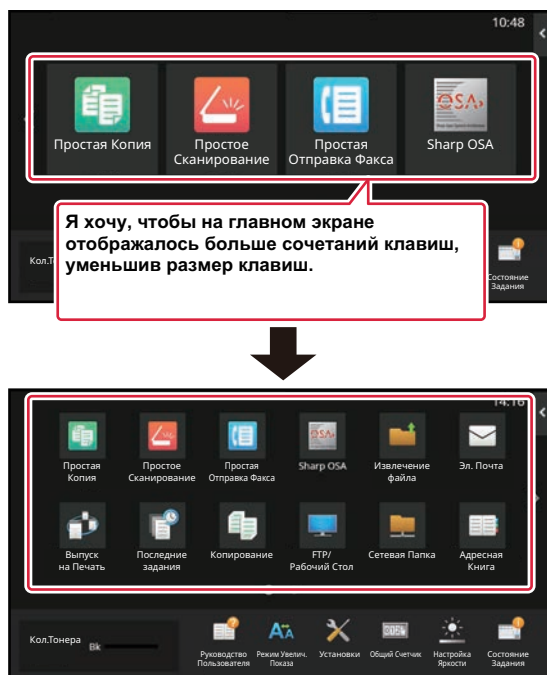 10:48
Простая Копия
Простое
Сканирование
Простая
Отправка Факса
OSA
Sharp OSA
Я хочу, чтобы на главном экране
отображалось больше сочетаний клавиш,
уменьшив размер клавиш.
Состояние
Задания
14:16
Простая
Копия
Простое
Сканирование
Простая
Отправка Факса
OSA
Sharp OSA
Извлечение
файла
Эл. Почта
Выпуск
на Печать
Последние
задания
Копирование
FTP/
Рабочий Стол
Сетевая Папка
Адресная
Книга
Кол.Тонера
Bk
Руководство
Пользователя
Режим Увелич.
Показа
Установки
Общий Счетчик
Настройка
Яркости
Состояние
Задания